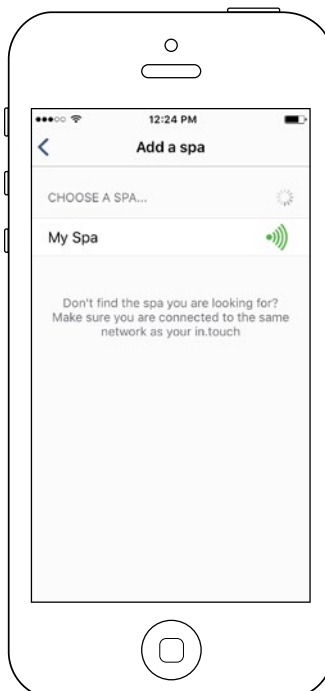 12:24 PM
Add a spa
CHOOSE A SPA...
My Spa
Don't find the spa you are looking for?
Make sure you are connected to the same
network as your in.touch